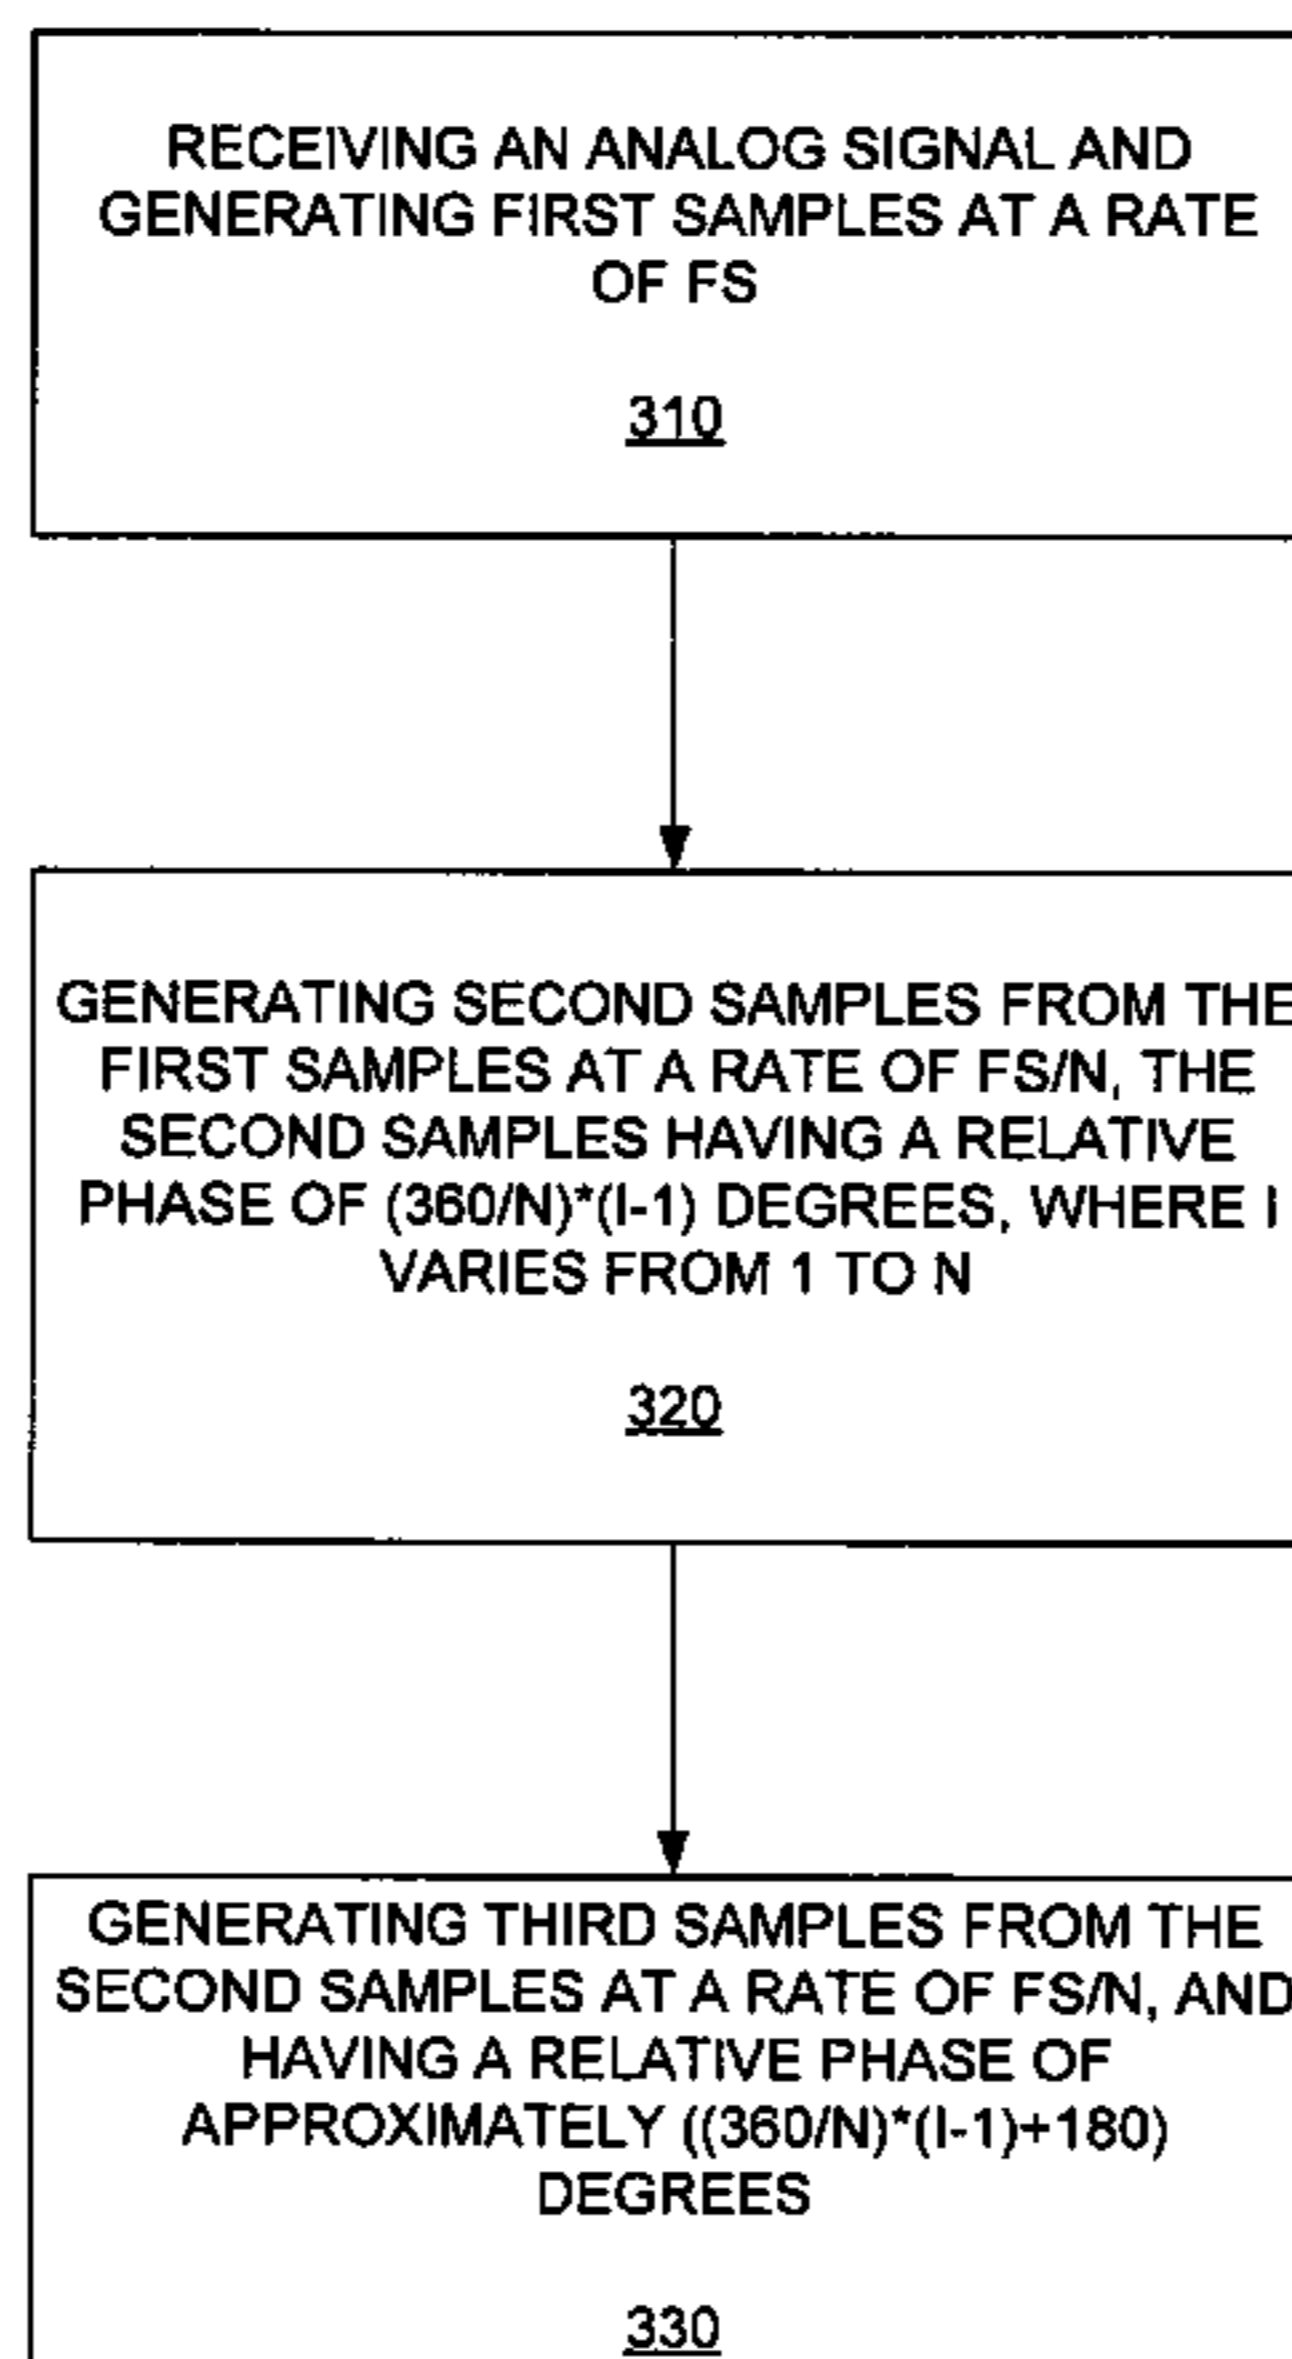 RECEIVING AN ANALOG SIGNAL AND
GENERATING FIRST SAMPLES AT A RATE
OF FS
310
GENERATING SECOND SAMPLES FROM THE
FIRST SAMPLES AT A RATE OF FS/N, THE
SECOND SAMPLES HAVING A RELATIVE
PHASE OF (360/N)*(I-1) DEGREES, WHERE I
VARIES FROM 1 TO N
320
GENERATING THIRD SAMPLES FROM THE
SECOND SAMPLES AT A RATE OF FS/N, AND
HAVING A RELATIVE PHASE OF
APPROXIMATELY ((360/N)*(I-1)+180)
DEGREES
330